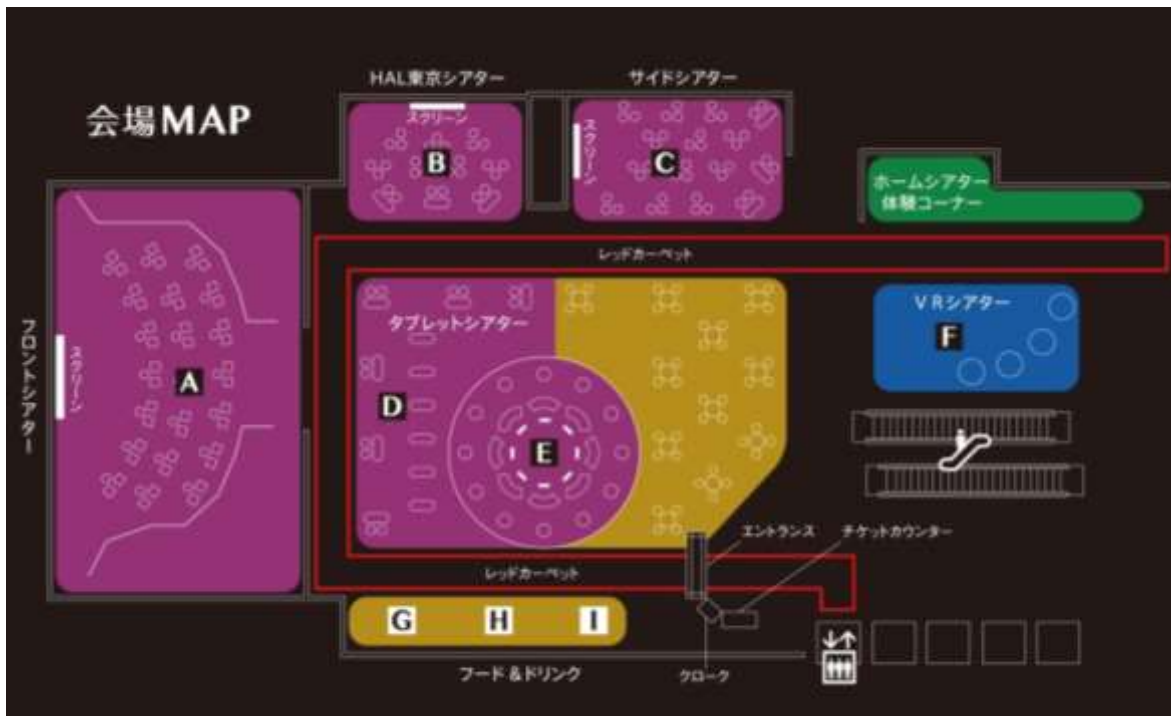 HAL東京シアター
サイドシアター
会場MAP
スクリーン
B
スクリーン
C
ホームシアター
体験コーナー
レッドカーペット
フロントシアター
スクリーン
A
タブレットシアター
D
E
VRシアター
F
エントランス
チケットカウンター
レッドカーペット
G
H
I
フード&ドリンク
クローク